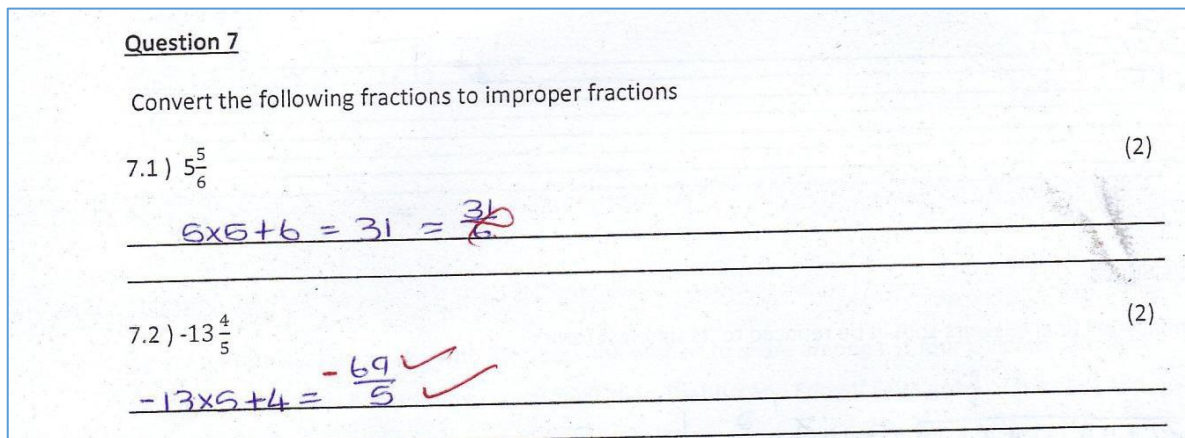 Question 7
Convert the following fractions to improper fractions
7.1 ) 5 5/6 (2)
5x5+6 = 31 = 31/6
7.2 ) -13 4/5 (2)
-13x5+4 = - 69/5